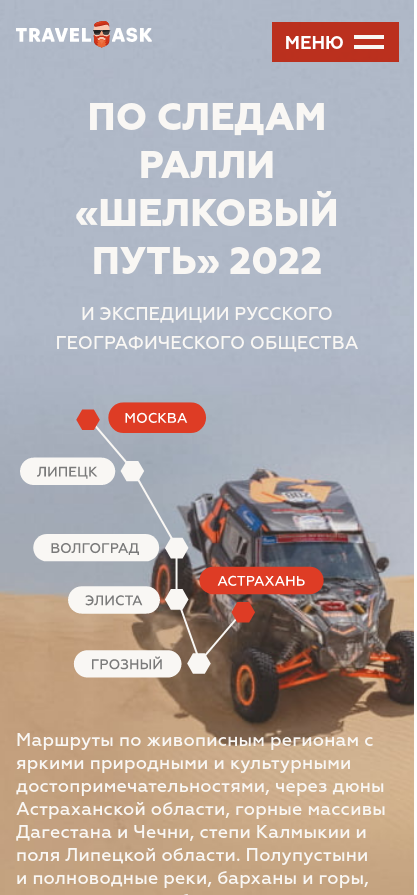 TRAVEL ASK
МЕНЮ
ПО СЛЕДАМ
РАЛЛИ
«ШЕЛКОВЫЙ
ПУТЬ» 2022
И ЭКСПЕДИЦИИ РУССКОГО
ГЕОГРАФИЧЕСКОГО ОБЩЕСТВА
МОСКВА
ЛИПЕЦК
ВОЛГОГРАД
АСТРАХАНЬ
ЭЛИСТА
ГРОЗНЫЙ
Маршруты по живописным регионам с
яркими природными и культурными
достопримечательностями, через дюны
Астраханской области, горные массивы
Дагестана и Чечни, степи Калмыкии и
поля Липецкой области. Полупустыни
и полноводные реки, барханы и горы,